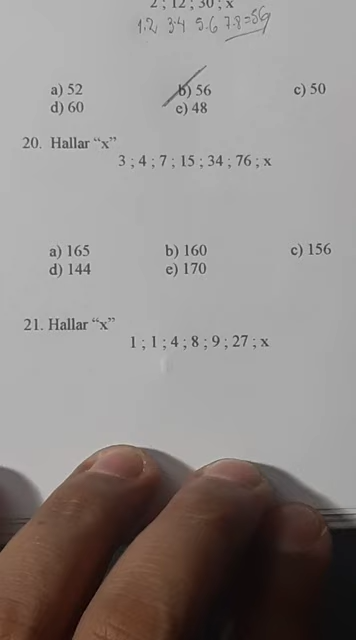 2 ; 12 ; 30 ; x
1.2 3.4 5.6 7.8=56
a) 52 b) 56 c) 50
d) 60 e) 48
20. Hallar “x”
3 ; 4 ; 7 ; 15 ; 34 ; 76 ; x
a) 165 b) 160 c) 156
d) 144 e) 170
21. Hallar “x”
1 ; 1 ; 4 ; 8 ; 9 ; 27 ; x